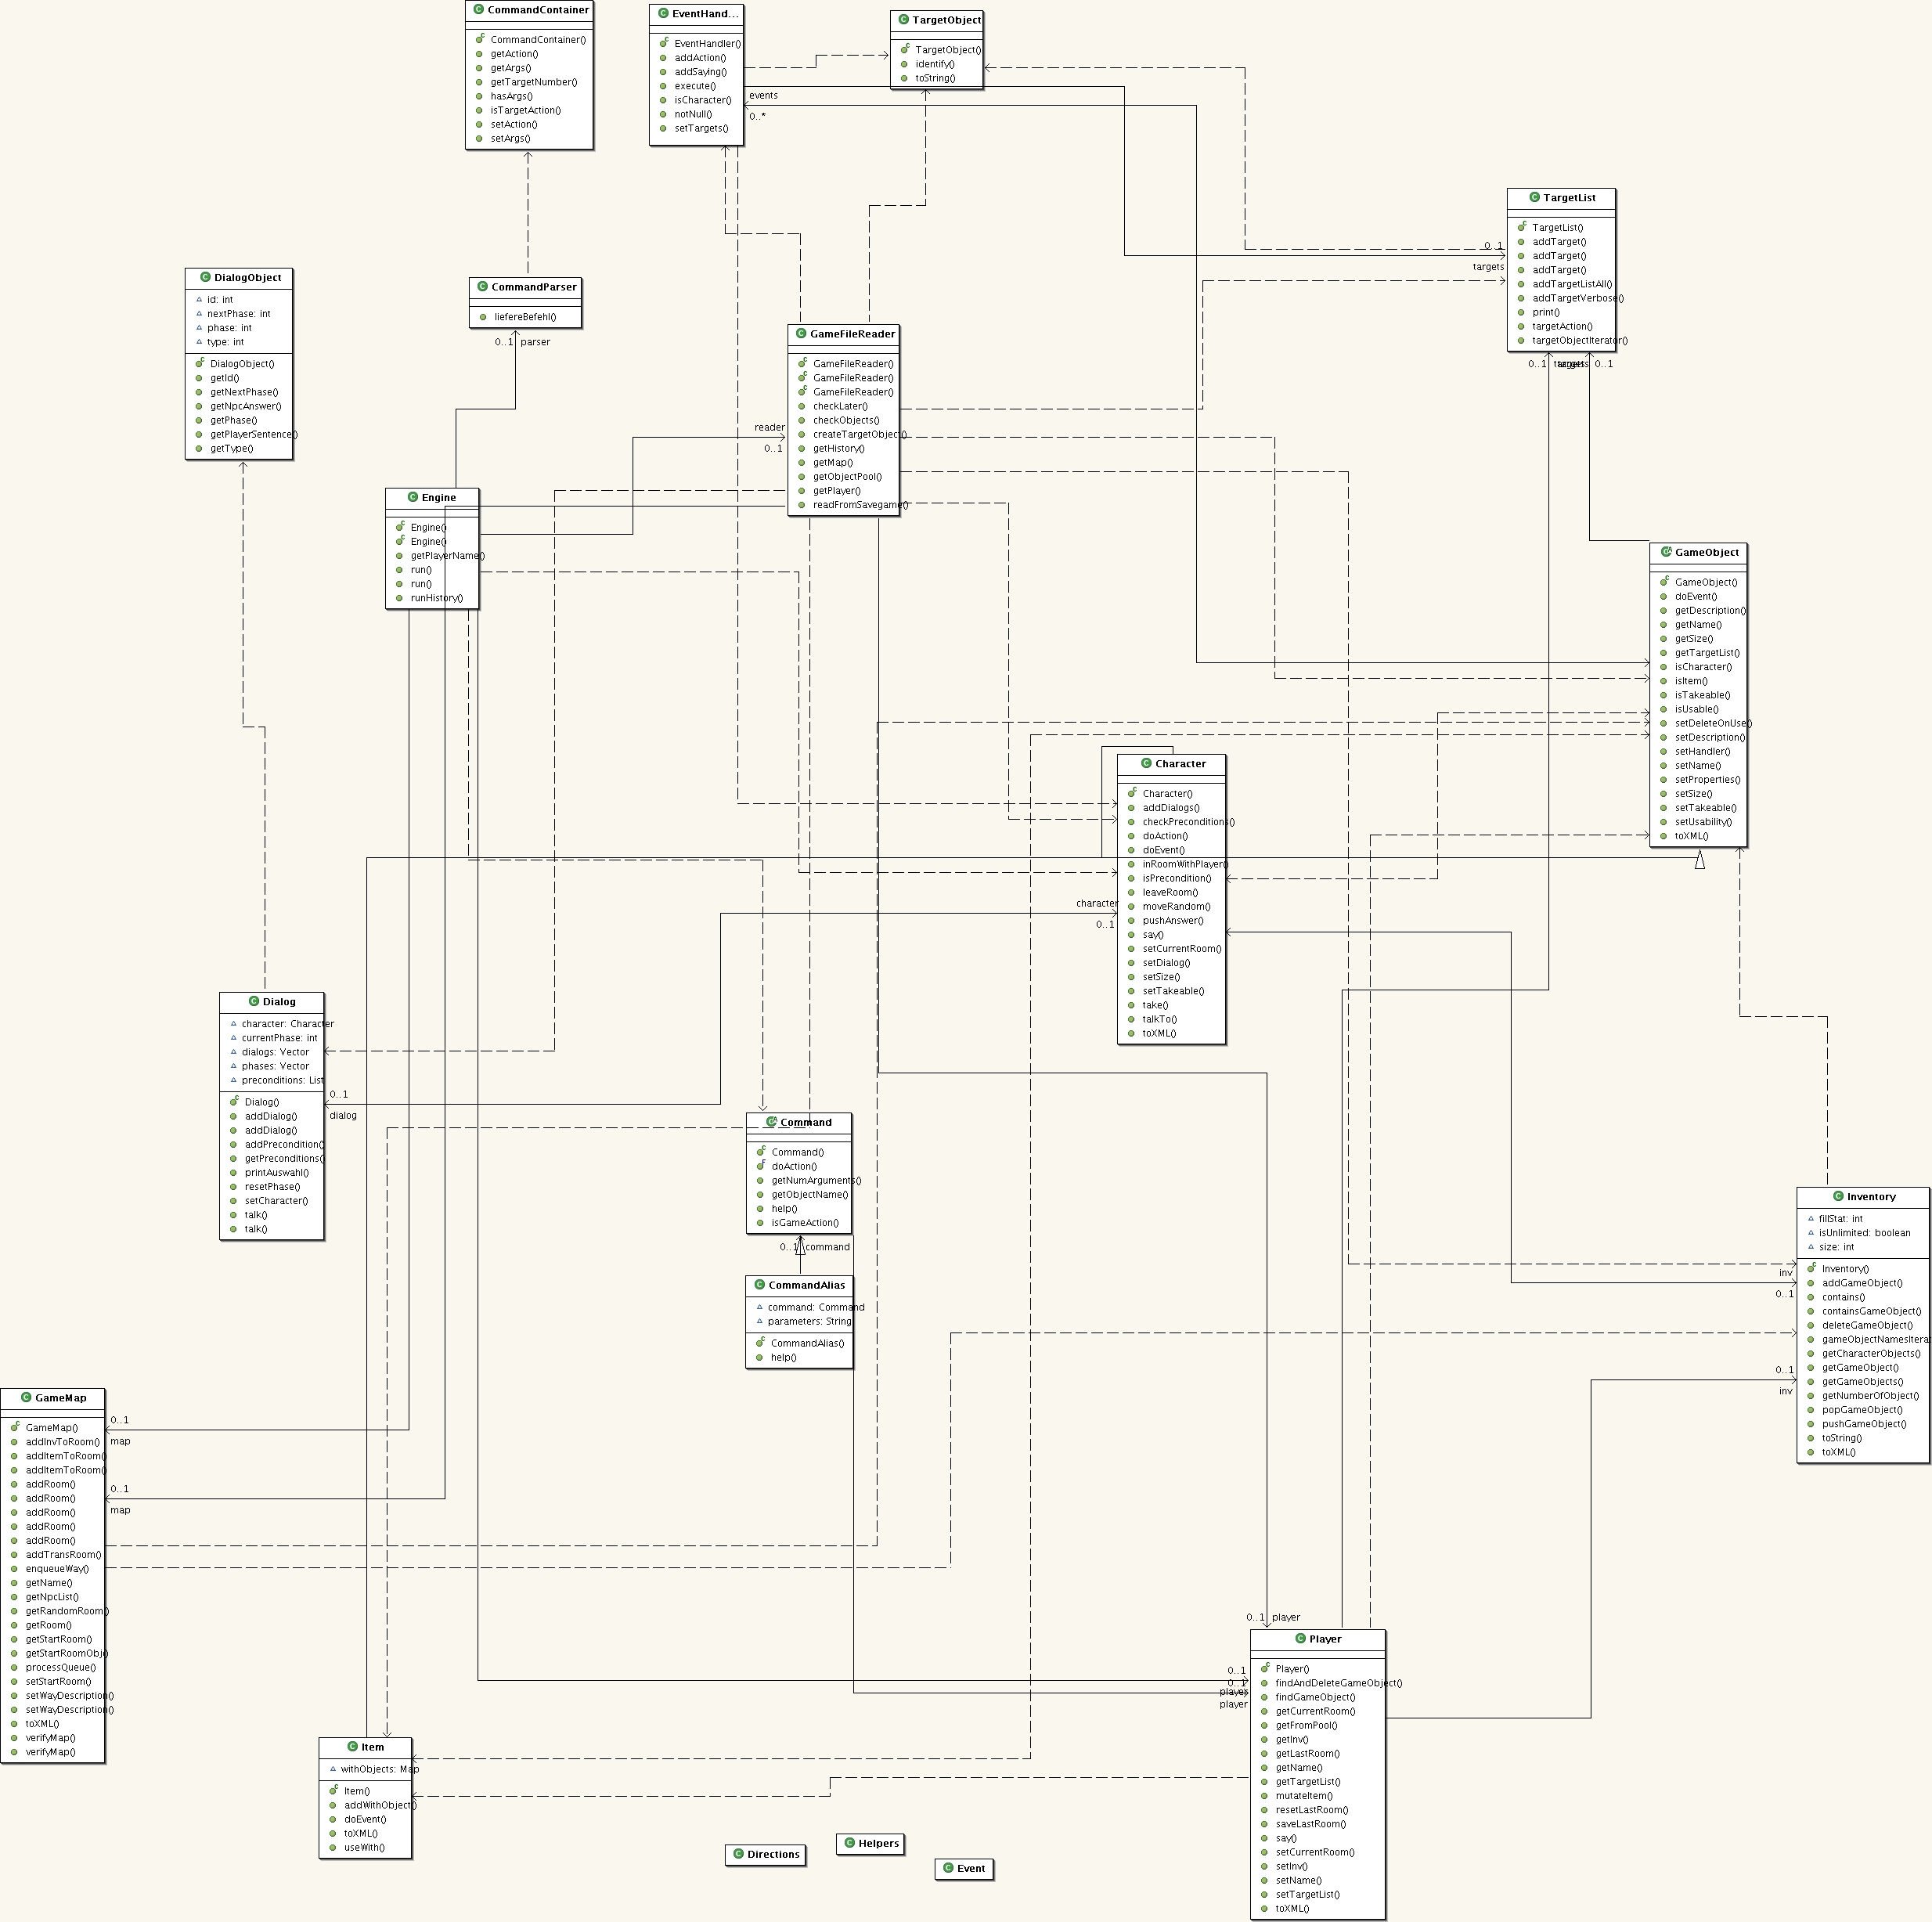 CommandContainer
CommandContainer()
getAction()
getArgs()
getTargetNumber()
hasArgs()
isTargetAction()
setAction()
setArgs()
EventHand...
EventHandler()
addAction()
addSaying()
execute()
isCharacter()
notNull()
setTargets()
events
0..*
TargetObject
TargetObject()
identify()
toString()
TargetList
TargetList()
addTarget()
addTarget()
addTarget()
addTargetListAll()
addTargetVerbose()
print()
targetAction()
targetObjectIterator()
0..1
targets
0..1 targets
targets 0..1
DialogObject
id: int
nextPhase: int
phase: int
type: int
DialogObject()
getId()
getNextPhase()
getNpcAnswer()
getPhase()
getPlayerSentence()
getType()
CommandParser
liefereBefehl()
0..1 parser
GameFileReader
GameFileReader()
GameFileReader()
GameFileReader()
checkLater()
checkObjects()
createTargetObject()
getHistory()
getMap()
getObjectPool()
getPlayer()
readFromSavegame()
reader
0..1
Engine
Engine()
Engine()
getPlayerName()
run()
run()
runHistory()
GameObject
GameObject()
doEvent()
getDescription()
getName()
getSize()
getTargetList()
isCharacter()
isItem()
isTakeable()
isUsable()
setDeleteOnUse()
setDescription()
setHandler()
setName()
setProperties()
setSize()
setTakeable()
setUsability()
toXML()
Character
Character()
addDialogs()
checkPreconditions()
doAction()
doEvent()
inRoomWithPlayer()
isPrecondition()
leaveRoom()
moveRandom()
pushAnswer()
say()
setCurrentRoom()
setDialog()
setSize()
setTakeable()
take()
talkTo()
toXML()
character
0..1
Dialog
character: Character
currentPhase: int
dialogs: Vector
phases: Vector
preconditions: List
Dialog()
addDialog()
addDialog()
addPrecondition()
getPreconditions()
printAuswahl()
resetPhase()
setCharacter()
talk()
talk()
0..1
dialog
Command
Command()
doAction()
getNumArguments()
getObjectName()
help()
isGameAction()
0..1 command
CommandAlias
command: Command
parameters: String
CommandAlias()
help()
Inventory
fillStat: int
isUnlimited: boolean
size: int
Inventory()
addGameObject()
contains()
containsGameObject()
deleteGameObject()
gameObjectNamesItera
getCharacterObjects()
getGameObject()
getGameObjects()
getNumberOfObject()
popGameObject()
pushGameObject()
toString()
toXML()
inv
0..1
0..1
inv
GameMap
GameMap()
addInvToRoom()
addItemToRoom()
addItemToRoom()
addRoom()
addRoom()
addRoom()
addRoom()
addRoom()
addTransRoom()
enqueueWay()
getName()
getNpcList()
getRandomRoom()
getRoom()
getStartRoom()
getStartRoomObj()
processQueue()
setStartRoom()
setWayDescription()
setWayDescription()
toXML()
verifyMap()
verifyMap()
0..1
map
0..1
map
Player
Player()
findAndDeleteGameObject()
findGameObject()
getCurrentRoom()
getFromPool()
getInv()
getLastRoom()
getName()
getTargetList()
mutateItem()
resetLastRoom()
saveLastRoom()
say()
setCurrentRoom()
setInv()
setName()
setTargetList()
toXML()
0..1 player
0..1
0..1
player
player
Item
withObjects: Map
Item()
addWithObject()
doEvent()
toXML()
useWith()
Directions
Helpers
Event